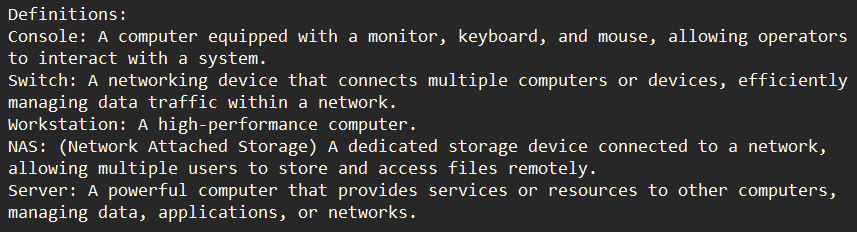 Definitions:
Console: A computer equipped with a monitor, keyboard, and mouse, allowing operators
to interact with a system.
Switch: A networking device that connects multiple computers or devices, efficiently
managing data traffic within a network.
Workstation: A high-performance computer.
NAS: (Network Attached Storage) A dedicated storage device connected to a network,
allowing multiple users to store and access files remotely.
Server: A powerful computer that provides services or resources to other computers,
managing data, applications, or networks.